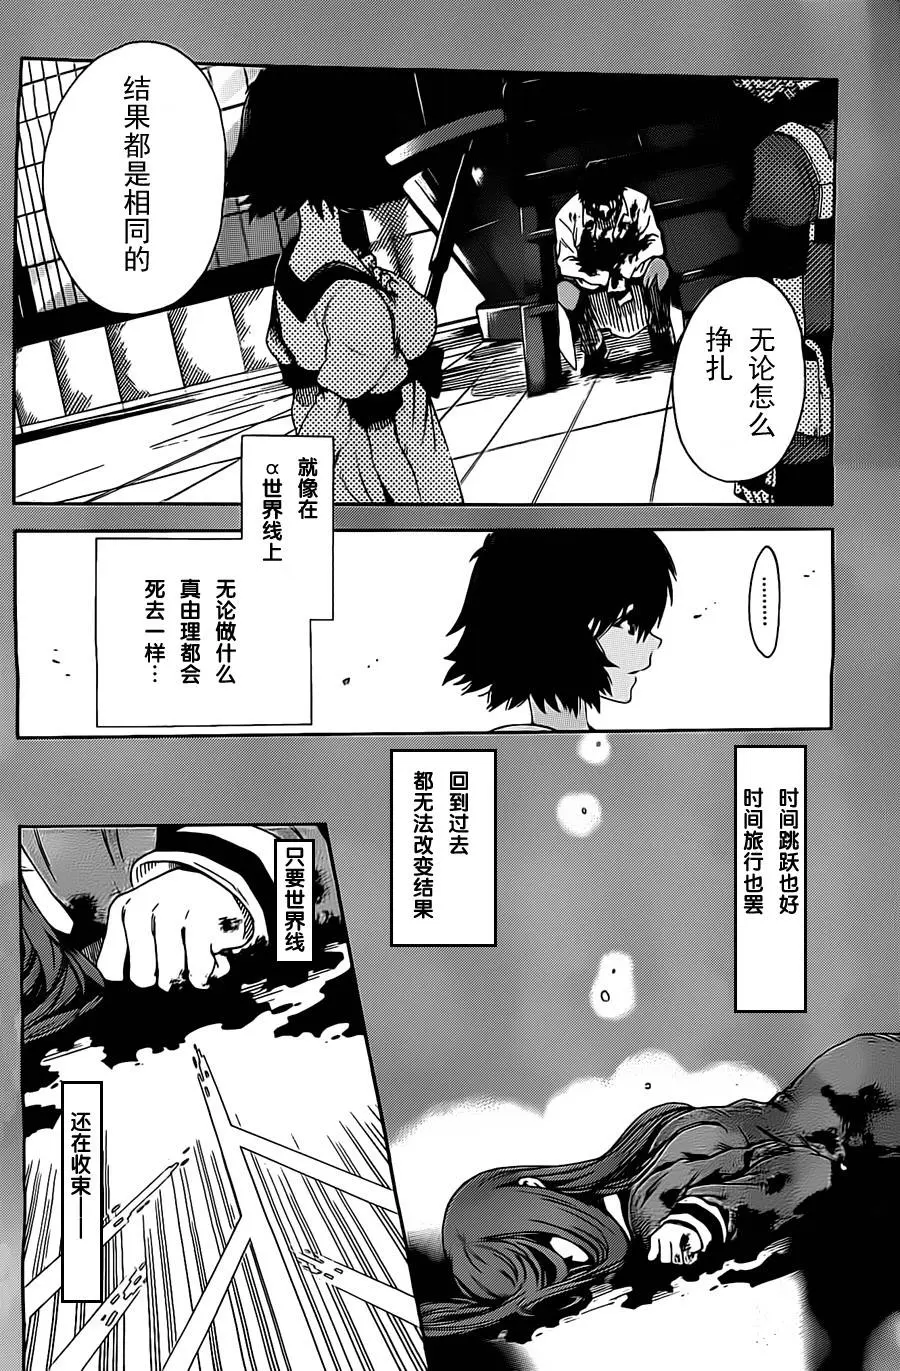 无论怎么
挣扎
结果都是相同的
就像在
α世界线上
无论做什么
真由理都会
死去一样…
………
时间跳跃也好
时间旅行也罢
回到过去
都无法改变结果
只要世界线
还在收束——